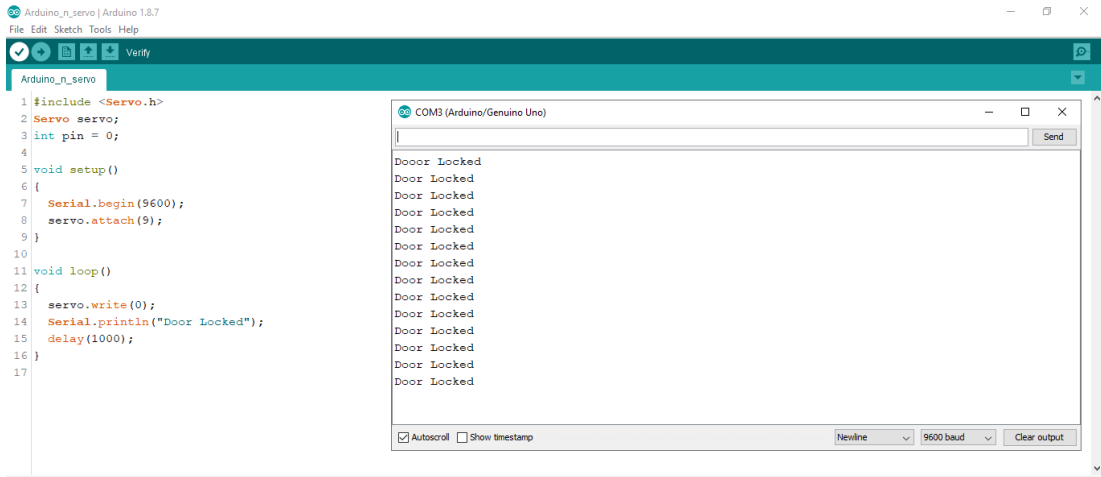 Arduino_n_servo | Arduino 1.8.7
File Edit Sketch Tools Help
Verify
Arduino_n_servo
1 #include <Servo.h>
2 Servo servo;
3 int pin = 0;
4
5 void setup()
6 {
7 Serial.begin(9600);
8 servo.attach(9);
9 }
10
11 void loop()
12 {
13 servo.write(0);
14 Serial.println("Door Locked");
15 delay(1000);
16 }
17
COM3 (Arduino/Genuino Uno)
Send
Dooor Locked
Door Locked
Door Locked
Door Locked
Door Locked
Door Locked
Door Locked
Door Locked
Door Locked
Door Locked
Door Locked
Door Locked
Door Locked
Door Locked
Autoscroll Show timestamp Newline 9600 baud Clear output